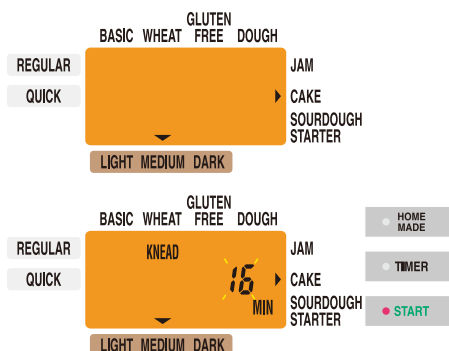 GLUTEN
BASIC WHEAT FREE DOUGH
REGULAR
JAM
QUICK
CAKE
SOURDOUGH
STARTER
LIGHT MEDIUM DARK
GLUTEN
BASIC WHEAT FREE DOUGH
HOME
MADE
REGULAR
KNEAD
JAM
TIMER
QUICK
16
CAKE
MIN
SOURDOUGH
STARTER
START
LIGHT MEDIUM DARK